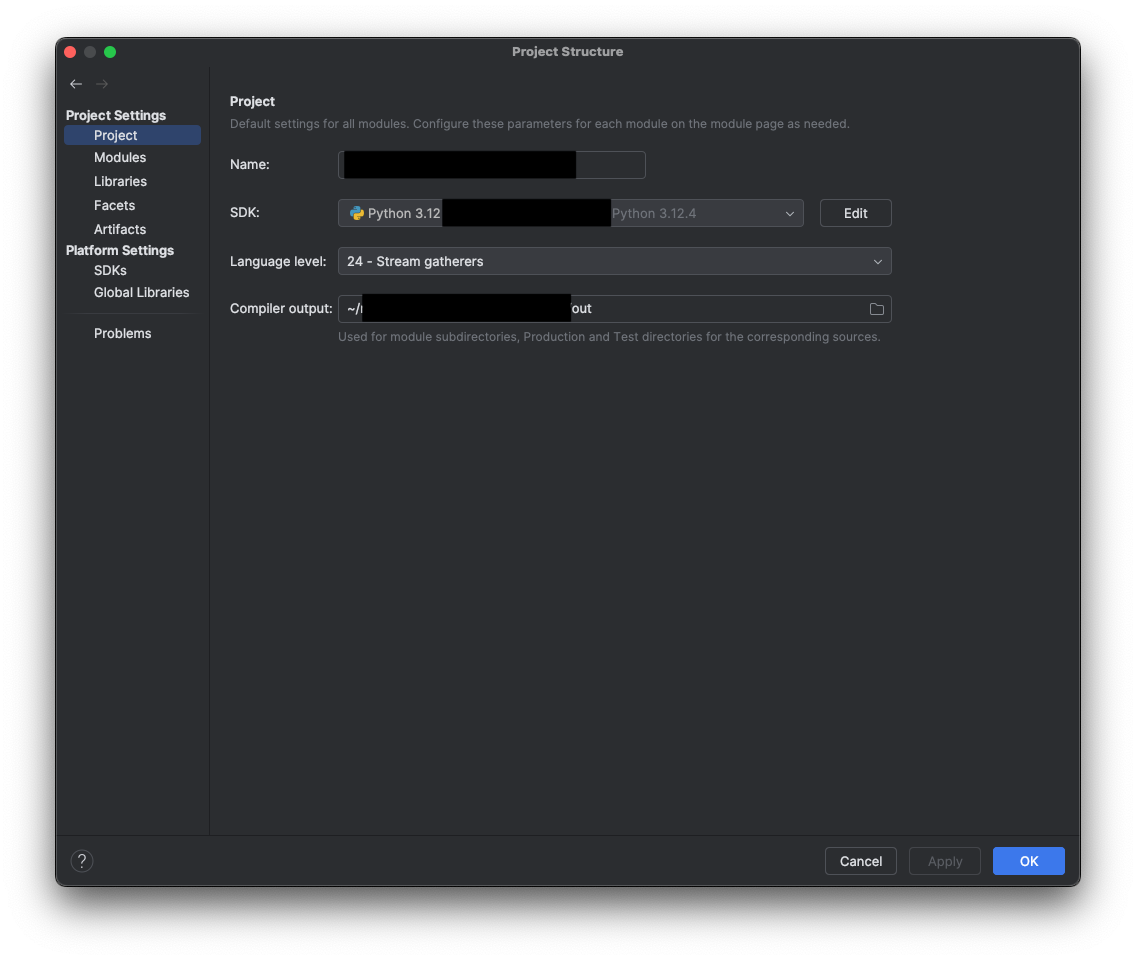 Project Structure
Project Settings
Project
Modules
Libraries
Facets
Artifacts
Platform Settings
SDKs
Global Libraries
Problems
Project
Default settings for all modules. Configure these parameters for each module on the module page as needed.
Name:
SDK: Python 3.12 Python 3.12.4 Edit
Language level: 24 - Stream gatherers
Compiler output: ~/ out
Used for module subdirectories, Production and Test directories for the corresponding sources.
? Cancel Apply OK